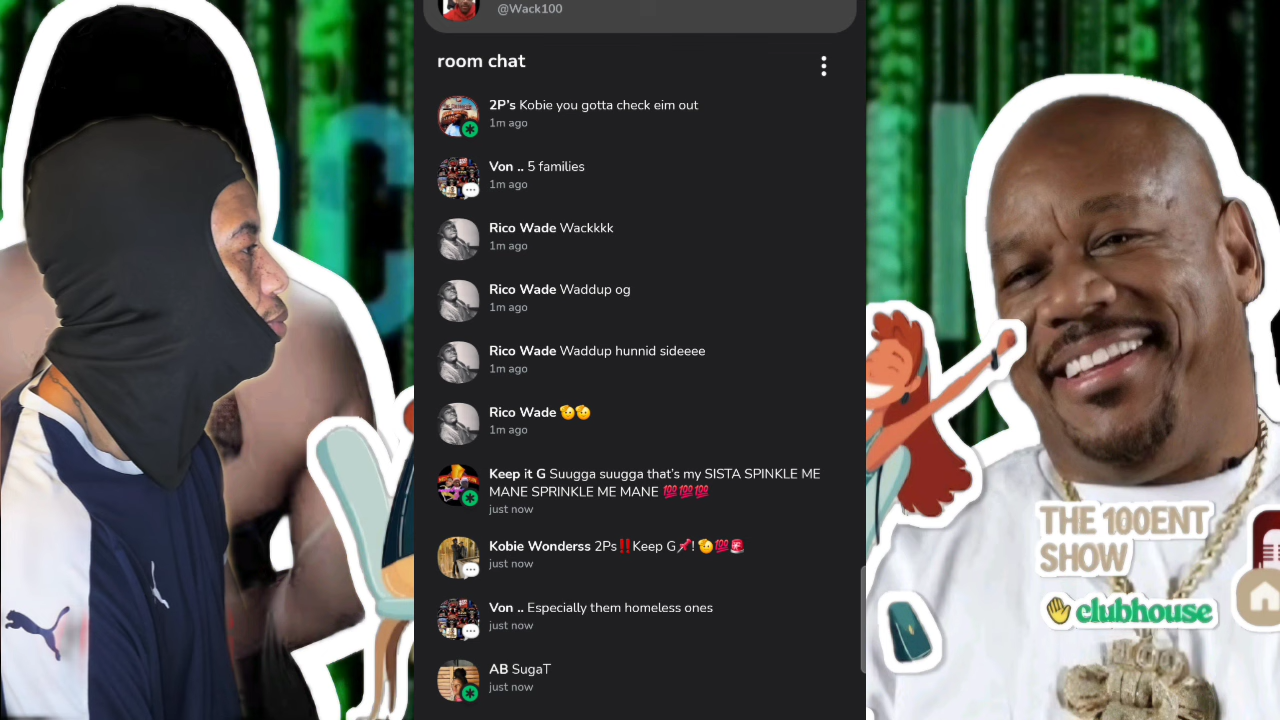 @Wack100
room chat
2P's Kobie you gotta check eim out
1m ago
Von .. 5 families
1m ago
Rico Wade Wackkkk
1m ago
Rico Wade Waddup og
1m ago
Rico Wade Waddup hunnid sideeee
1m ago
Rico Wade 🫡🫡
1m ago
Keep it G Suugga suugga that's my SISTA SPINKLE ME
MANE SPRINKLE ME MANE 💯💯💯
just now
Kobie Wonderss 2Ps‼️Keep G📌! 🫡💯🚨
just now
Von .. Especially them homeless ones
just now
AB SugaT
just now
THE 100ENT
SHOW
👋 clubhouse